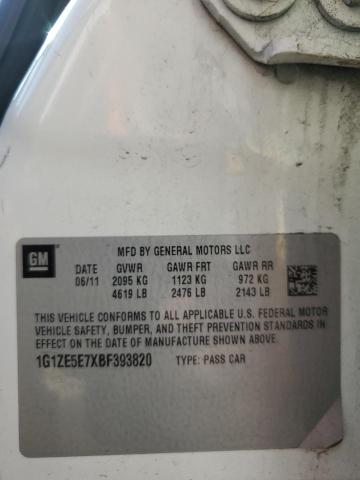 MFD BY GENERAL MOTORS LLC
GM
DATE GVWR GAWR FRT GAWR RR
06/11 2095 KG 1123 KG 972 KG
4619 LB 2476 LB 2143 LB
THIS VEHICLE CONFORMS TO ALL APPLICABLE U.S. FEDERAL MOTOR
VEHICLE SAFETY, BUMPER, AND THEFT PREVENTION STANDARDS IN
EFFECT ON THE DATE OF MANUFACTURE SHOWN ABOVE.
1G1ZE5E7XBF393820 TYPE: PASS CAR